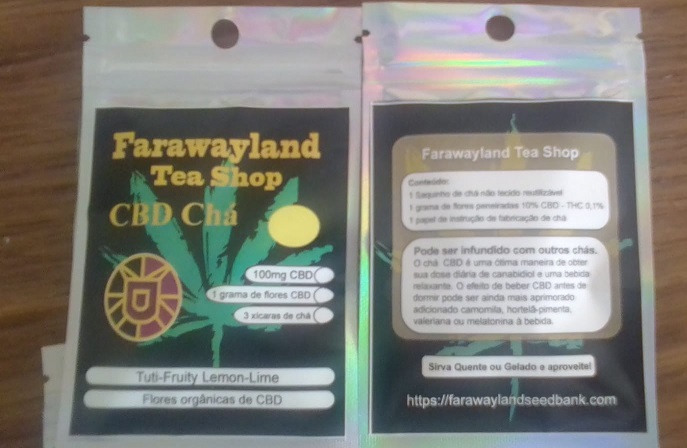 Farawayland
Tea Shop
CBD Chá
D
100mg CBD
1 grama de flores CBD
3 xícaras de chá
Tuti-Fruity Lemon-Lime
Flores orgânicas de CBD
Farawayland Tea Shop
Conteúdo:
1 Saquinho de chá não tecido reutilizável
1 grama de flores peneiradas 10% CBD - THC 0,1%
1 papel de instrução de fabricação de chá
Pode ser infundido com outros chás.
O chá CBD é uma ótima maneira de obter
sua dose diária de canabidiol e uma bebida
relaxante. O efeito de beber CBD antes de
dormir pode ser ainda mais aprimorado
adicionado camomila, hortelã-pimenta,
valeriana ou melatonina à bebida.
Sirva Quente ou Gelado e aproveite!
https://farawaylandseedbank.com